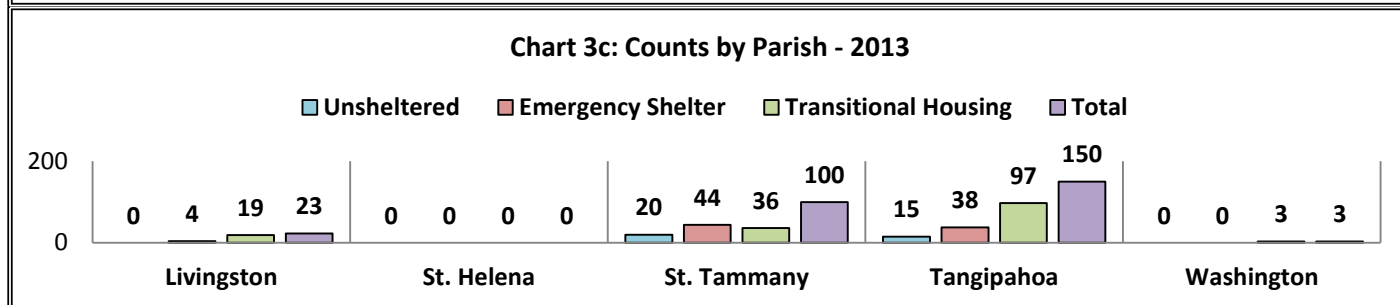 Chart 3c: Counts by Parish - 2013
Unsheltered Emergency Shelter Transitional Housing Total
200
0
0 4 19 23
0 0 0 0
20 44 36 100
15 38 97 150
0 0 3 3
Livingston St. Helena St. Tammany Tangipahoa Washington